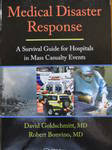 Medical Disaster
Response
A Survival Guide for Hospitals
in Mass Casualty Events
David Goldschmitt, MD
Robert Bonvino, MD